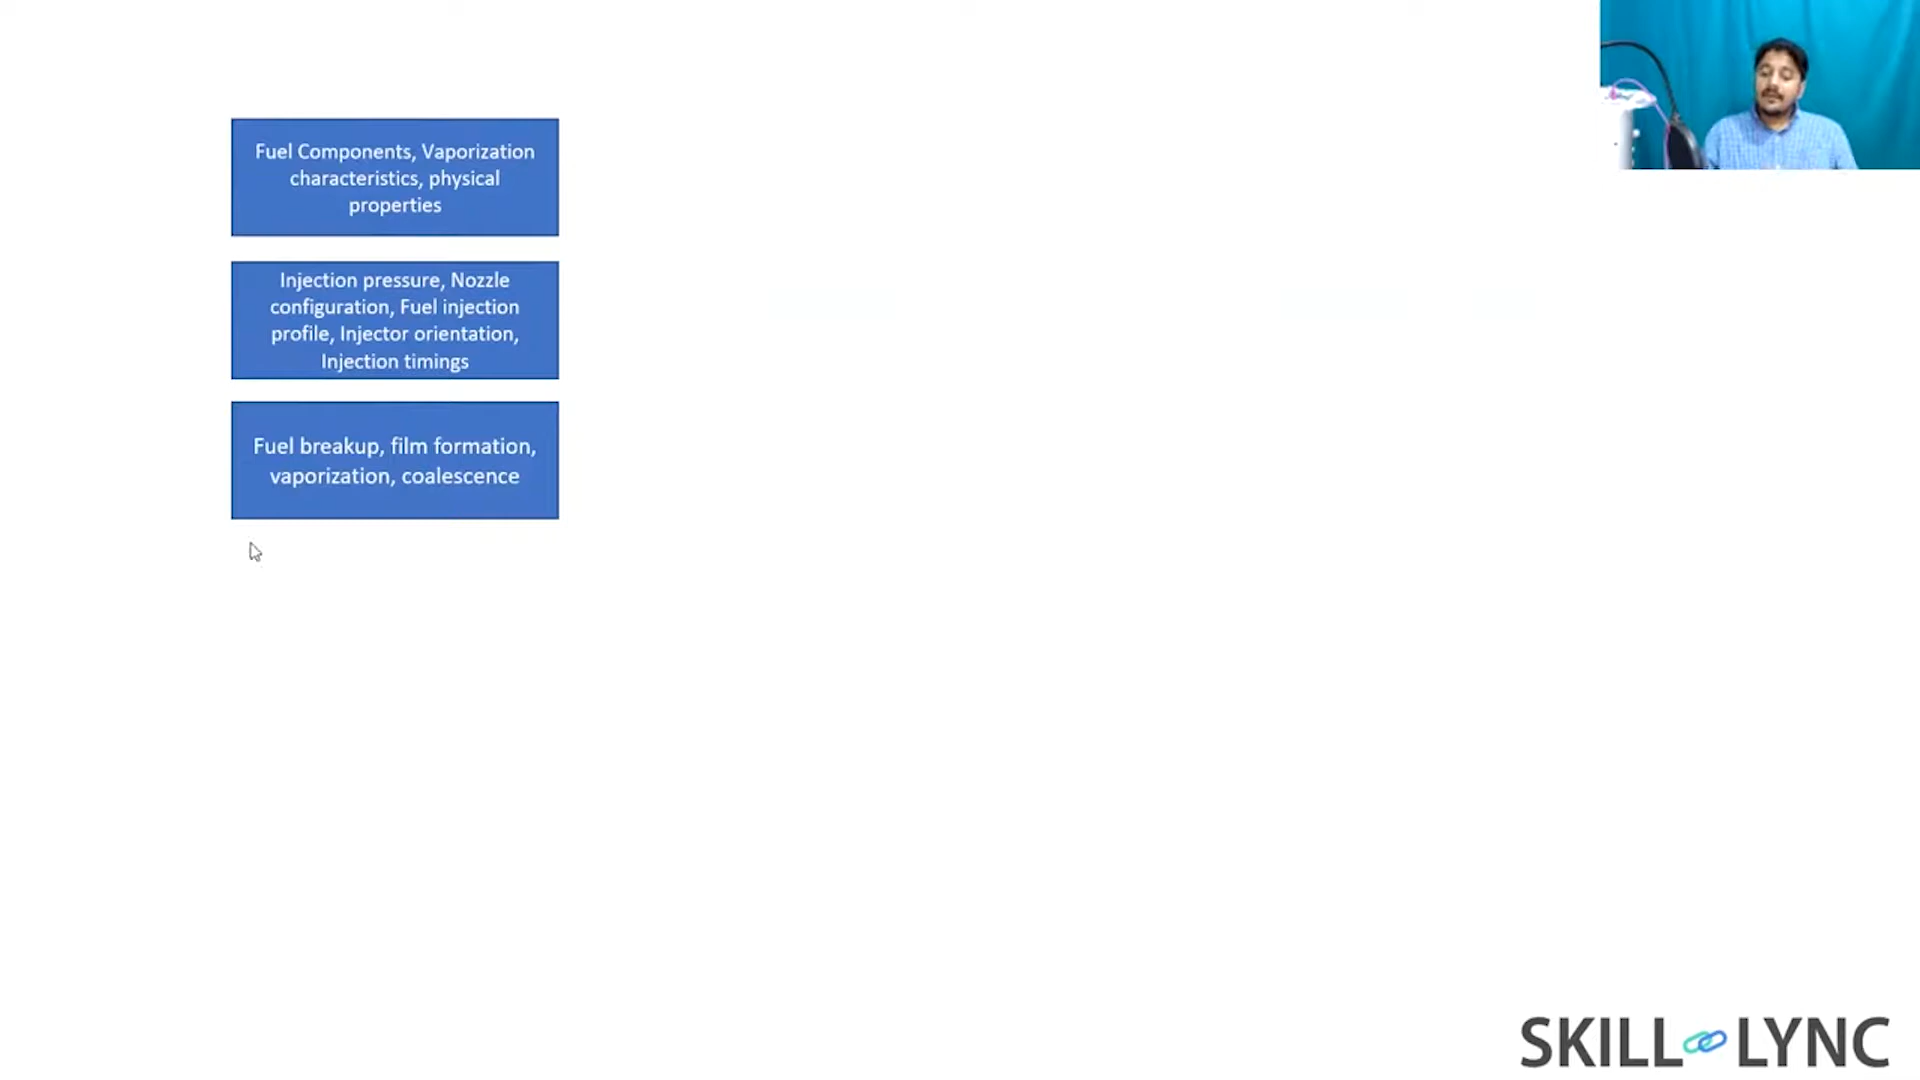 Fuel Components, Vaporization
characteristics, physical
properties
Injection pressure, Nozzle
configuration, Fuel injection
profile, Injector orientation,
Injection timings
Fuel breakup, film formation,
vaporization, coalescence
SKILL LYNC